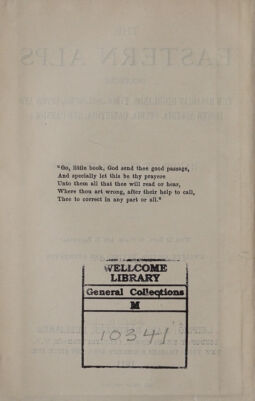 "Go, little book, God send thee good passage,
And specially let this be thy prayere
Unto them all that thee will read or hear,
Where thou art wrong, after their help to call,
Thee to correct in any part or all."
WELLCOME
LIBRARY
General Collections
M
10341